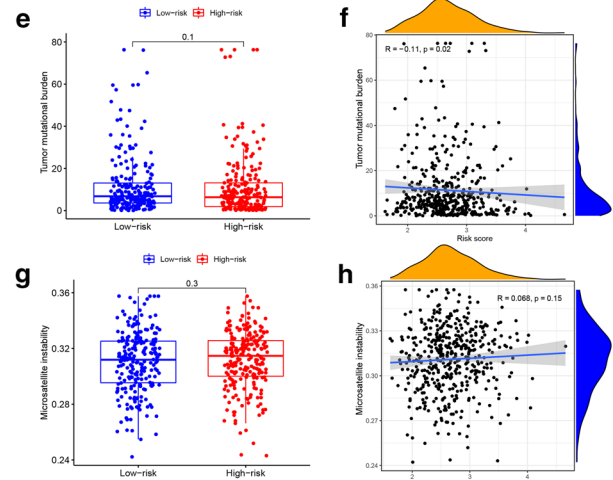 e
Low-risk High-risk
0.1
80
60
40
20
0
Tumor mutational burden
Low-risk High-risk
f
R = -0.11, p = 0.02
80
60
40
20
0
Tumor mutational burden
2 3 4
Risk score
g
Low-risk High-risk
0.3
0.36
0.32
0.28
0.24
Microsatellite instability
Low-risk High-risk
h
R = 0.068, p = 0.15
0.36
0.33
0.30
0.27
0.24
Microsatellite instability
2 3 4